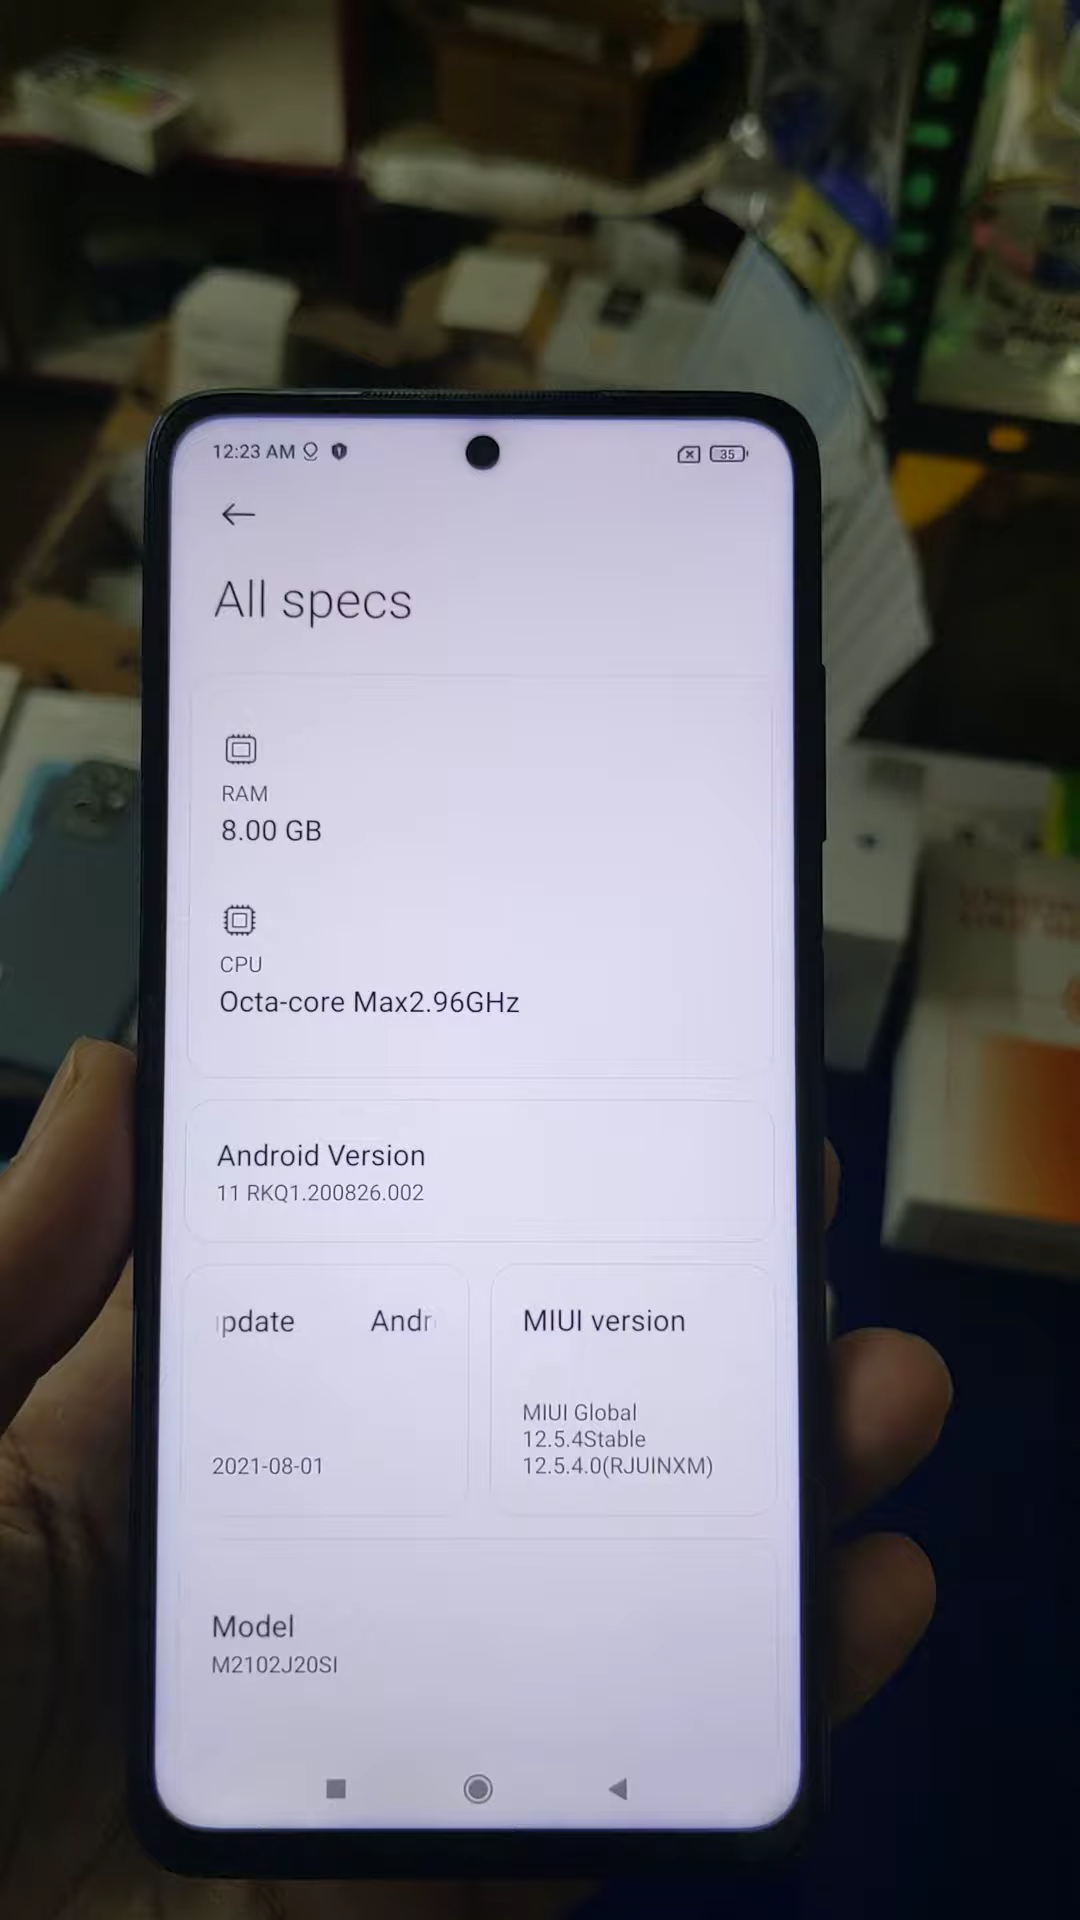 12:23 AM
35
All specs
RAM
8.00 GB
CPU
Octa-core Max2.96GHz
Android Version
11 RKQ1.200826.002
pdate Andr
2021-08-01
MIUI version
MIUI Global
12.5.4Stable
12.5.4.0(RJUINXM)
Model
M2102J20SI